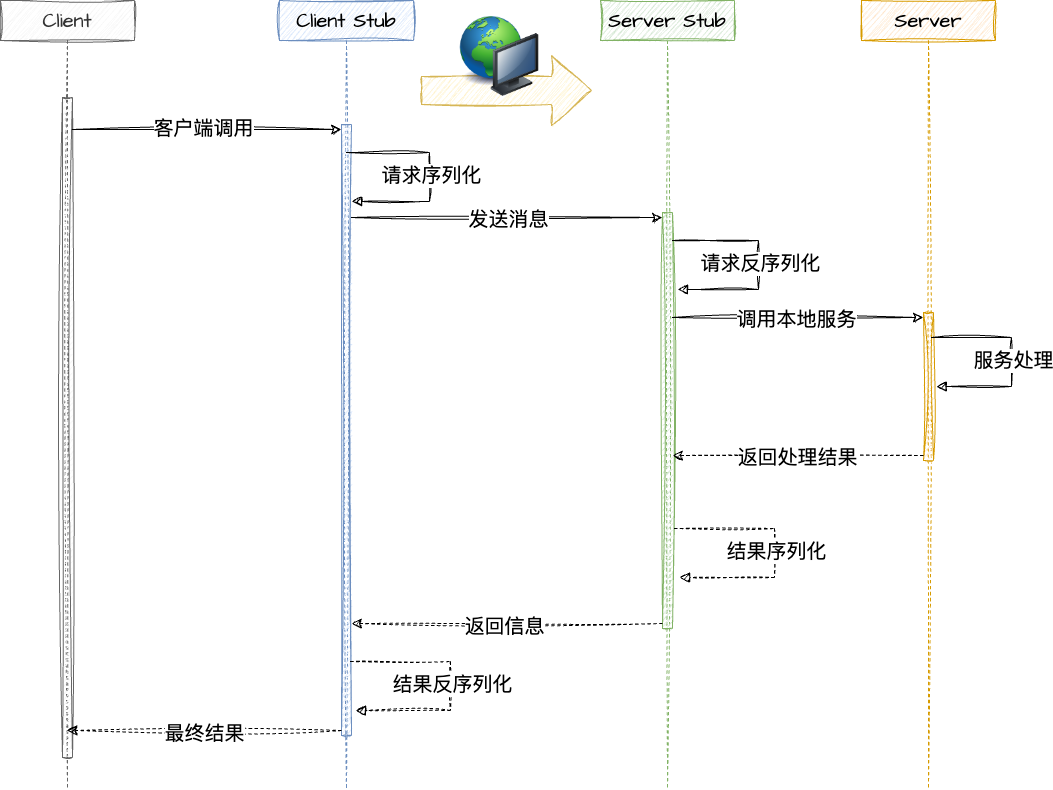 Client
Client Stub
Server Stub
Server
客户端调用
请求序列化
发送消息
请求反序列化
调用本地服务
服务处理
返回处理结果
结果序列化
返回信息
结果反序列化
最终结果